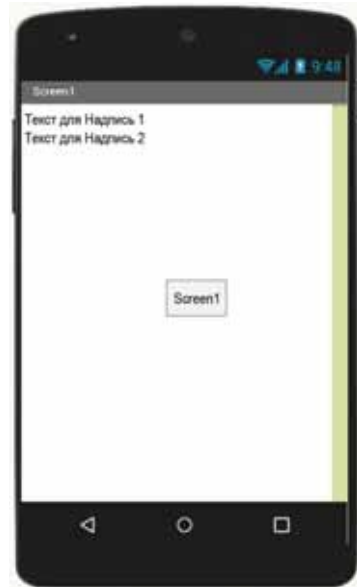 9:48
Screen1
Текст для Надпись 1
Текст для Надпись 2
Screen1